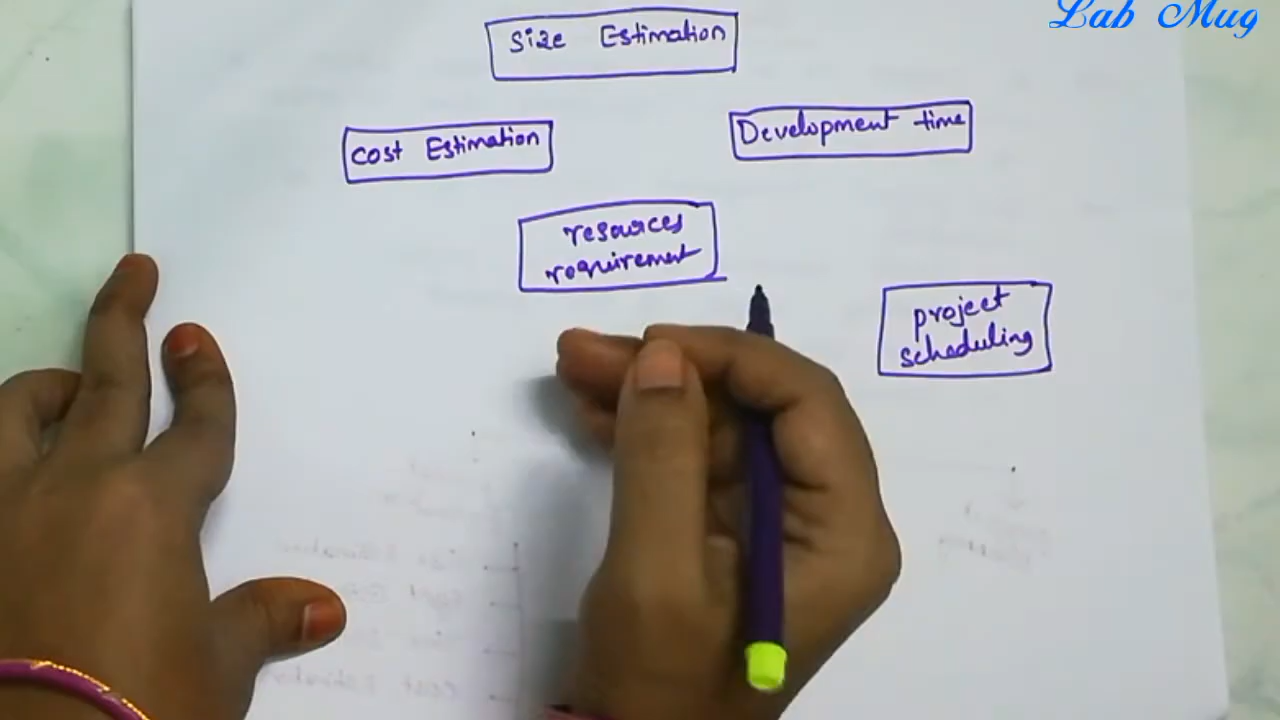 Lab Mug
Size Estimation
Cost Estimation
Development time
resources
requirement
project
scheduling